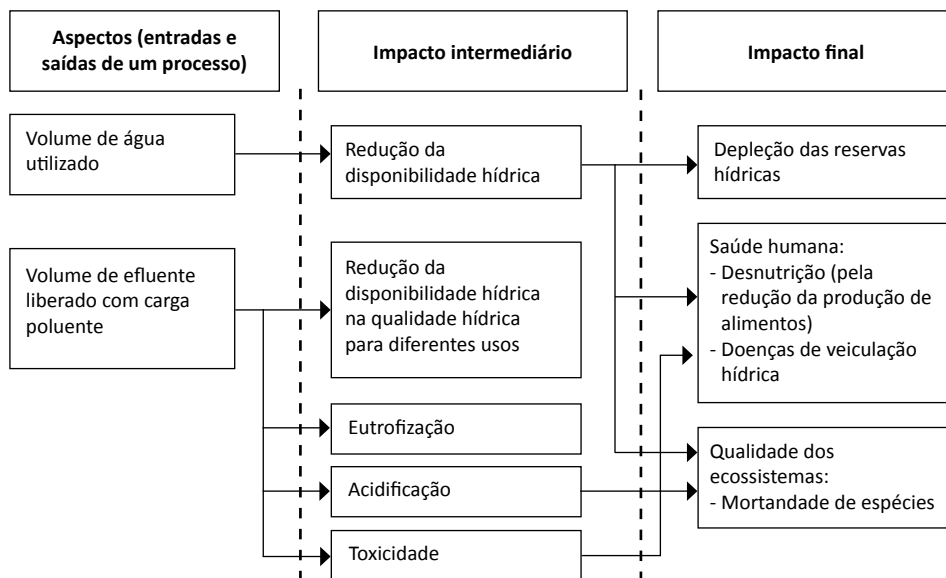 Aspectos (entradas e
saídas de um processo)
Impacto intermediário
Impacto final
Volume de água
utilizado
Redução da
disponibilidade hídrica
Depleção das reservas
hídricas
Volume de efluente
liberado com carga
poluente
Redução da
disponibilidade hídrica
na qualidade hídrica
para diferentes usos
Saúde humana:
- Desnutrição (pela
redução da produção de
alimentos)
- Doenças de veiculação
hídrica
Eutrofização
Acidificação
Toxicidade
Qualidade dos
ecossistemas:
- Mortandade de espécies